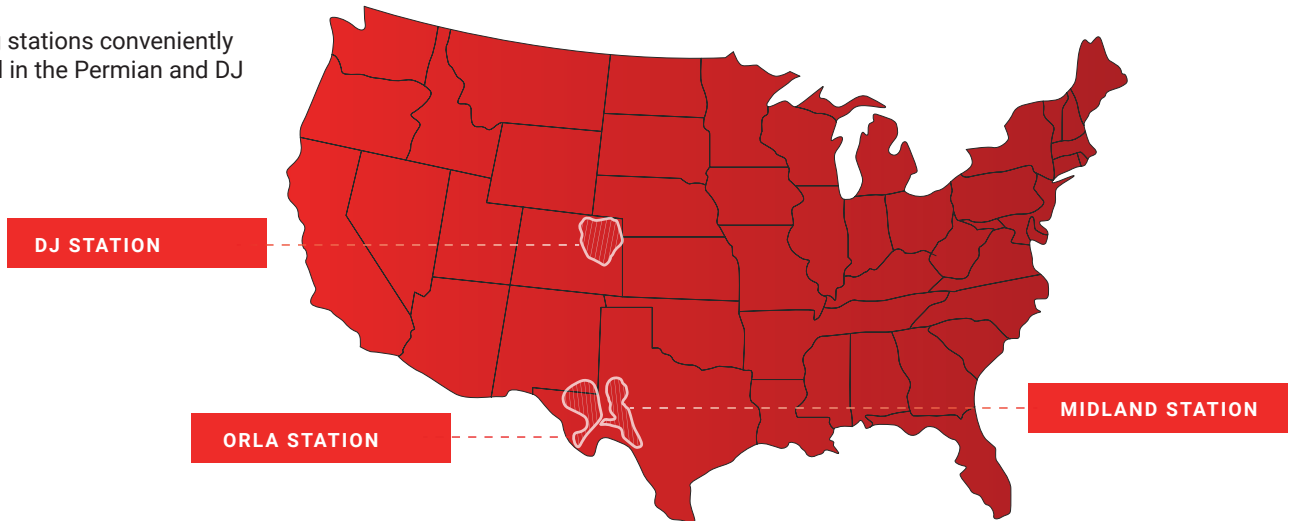 stations conveniently
in the Permian and DJ
DJ STATION
MIDLAND STATION
ORLA STATION